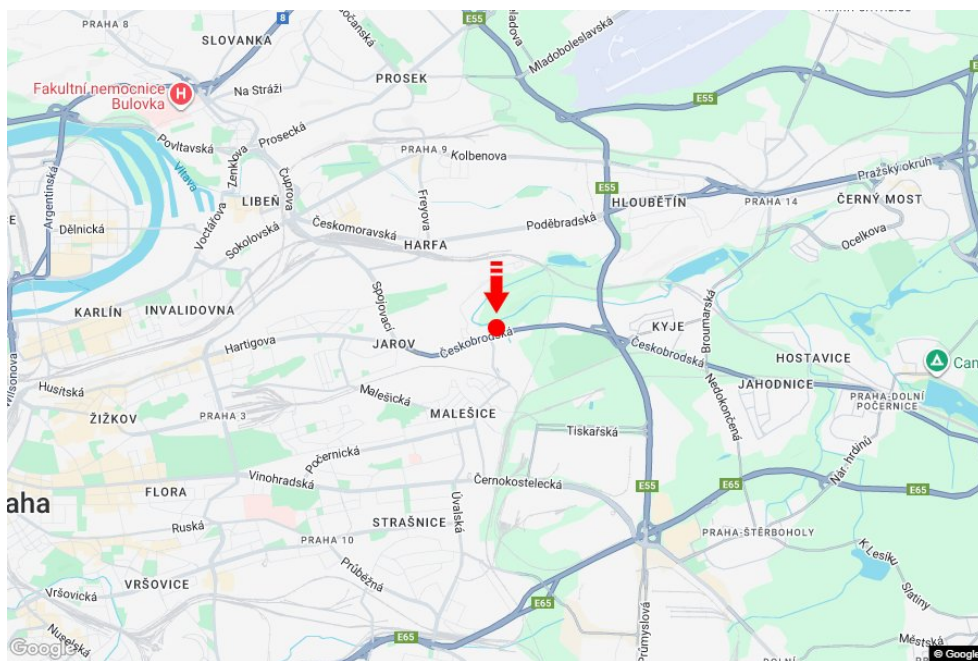 PRAHA 8
8
SLOVANKA
E55
Mladoboleslavská
PROSEK
Fakultní nemocnice
Bulovka
H
Na Stráži
E55
Prosecká
Povltavská
Vltava
Zenklova
Čuprova
PRAHA 9
Kolbenova
Pražský okruh
Argentinská
LIBEŇ
Freyova
E55
HLOUBĚTÍN
PRAHA 14
ČERNÝ MOST
Voctářova
Sokolovská
Českomoravská
Poděbradská
Dělnická
HARFA
Ocelkova
KARLÍN
INVALIDOVNA
Spojovací
Broumarská
Wilsonova
Hartigova
JAROV
Českobrodská
KYJE
Českobrodská
HOSTAVICE
Husitská
Malešická
Nedokončená
JAHODNICE
PRAHA-DOLNÍ
POČERNICE
ŽIŽKOV
PRAHA 3
MALEŠICE
Tiskařská
Počernická
Nár. hrdinů
Vinohradská
Černokostelecká
E55
E65
FLORA
aha
Úvalská
Ruská
STRAŠNICE
PRAHA 10
PRAHA-ŠTĚRBOHOLY
K Lesíku
VRŠOVICE
Průběžná
Vršovická
E65
Slatiny
Nuselská
E65
Průmyslová
Městská
DOLNÍ
Google
© Google